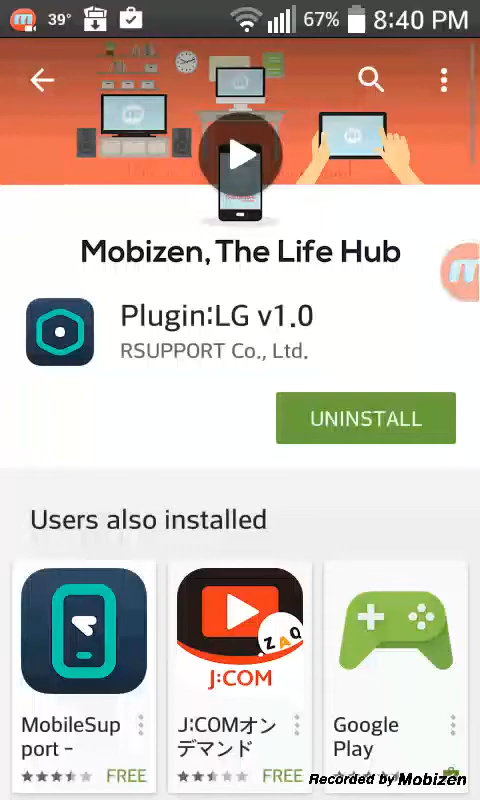 39° 67% 8:40 PM
Mobizen, The Life Hub
Plugin:LG v1.0
RSUPPORT Co., Ltd.
UNINSTALL
Users also installed
MobileSup
port -
FREE
J:COM
ZAQ
J:COMオン
デマンド
FREE
Google
Play
Recorded by Mobizen